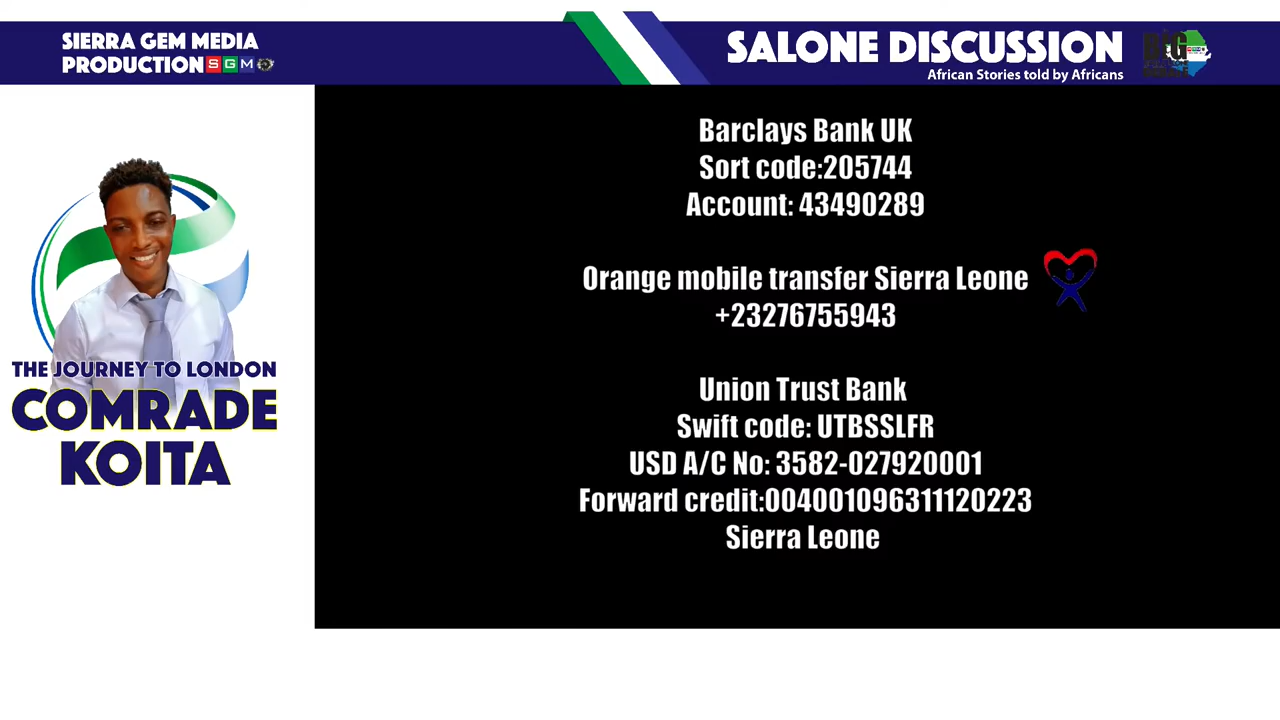 SIERRA GEM MEDIA
PRODUCTION SGM
SALONE DISCUSSION
African Stories told by Africans
THE JOURNEY TO LONDON
COMRADE
KOITA
Barclays Bank UK
Sort code:205744
Account: 43490289
Orange mobile transfer Sierra Leone
+23276755943
Union Trust Bank
Swift code: UTBSSLFR
USD A/C No: 3582-027920001
Forward credit:004001096311120223
Sierra Leone